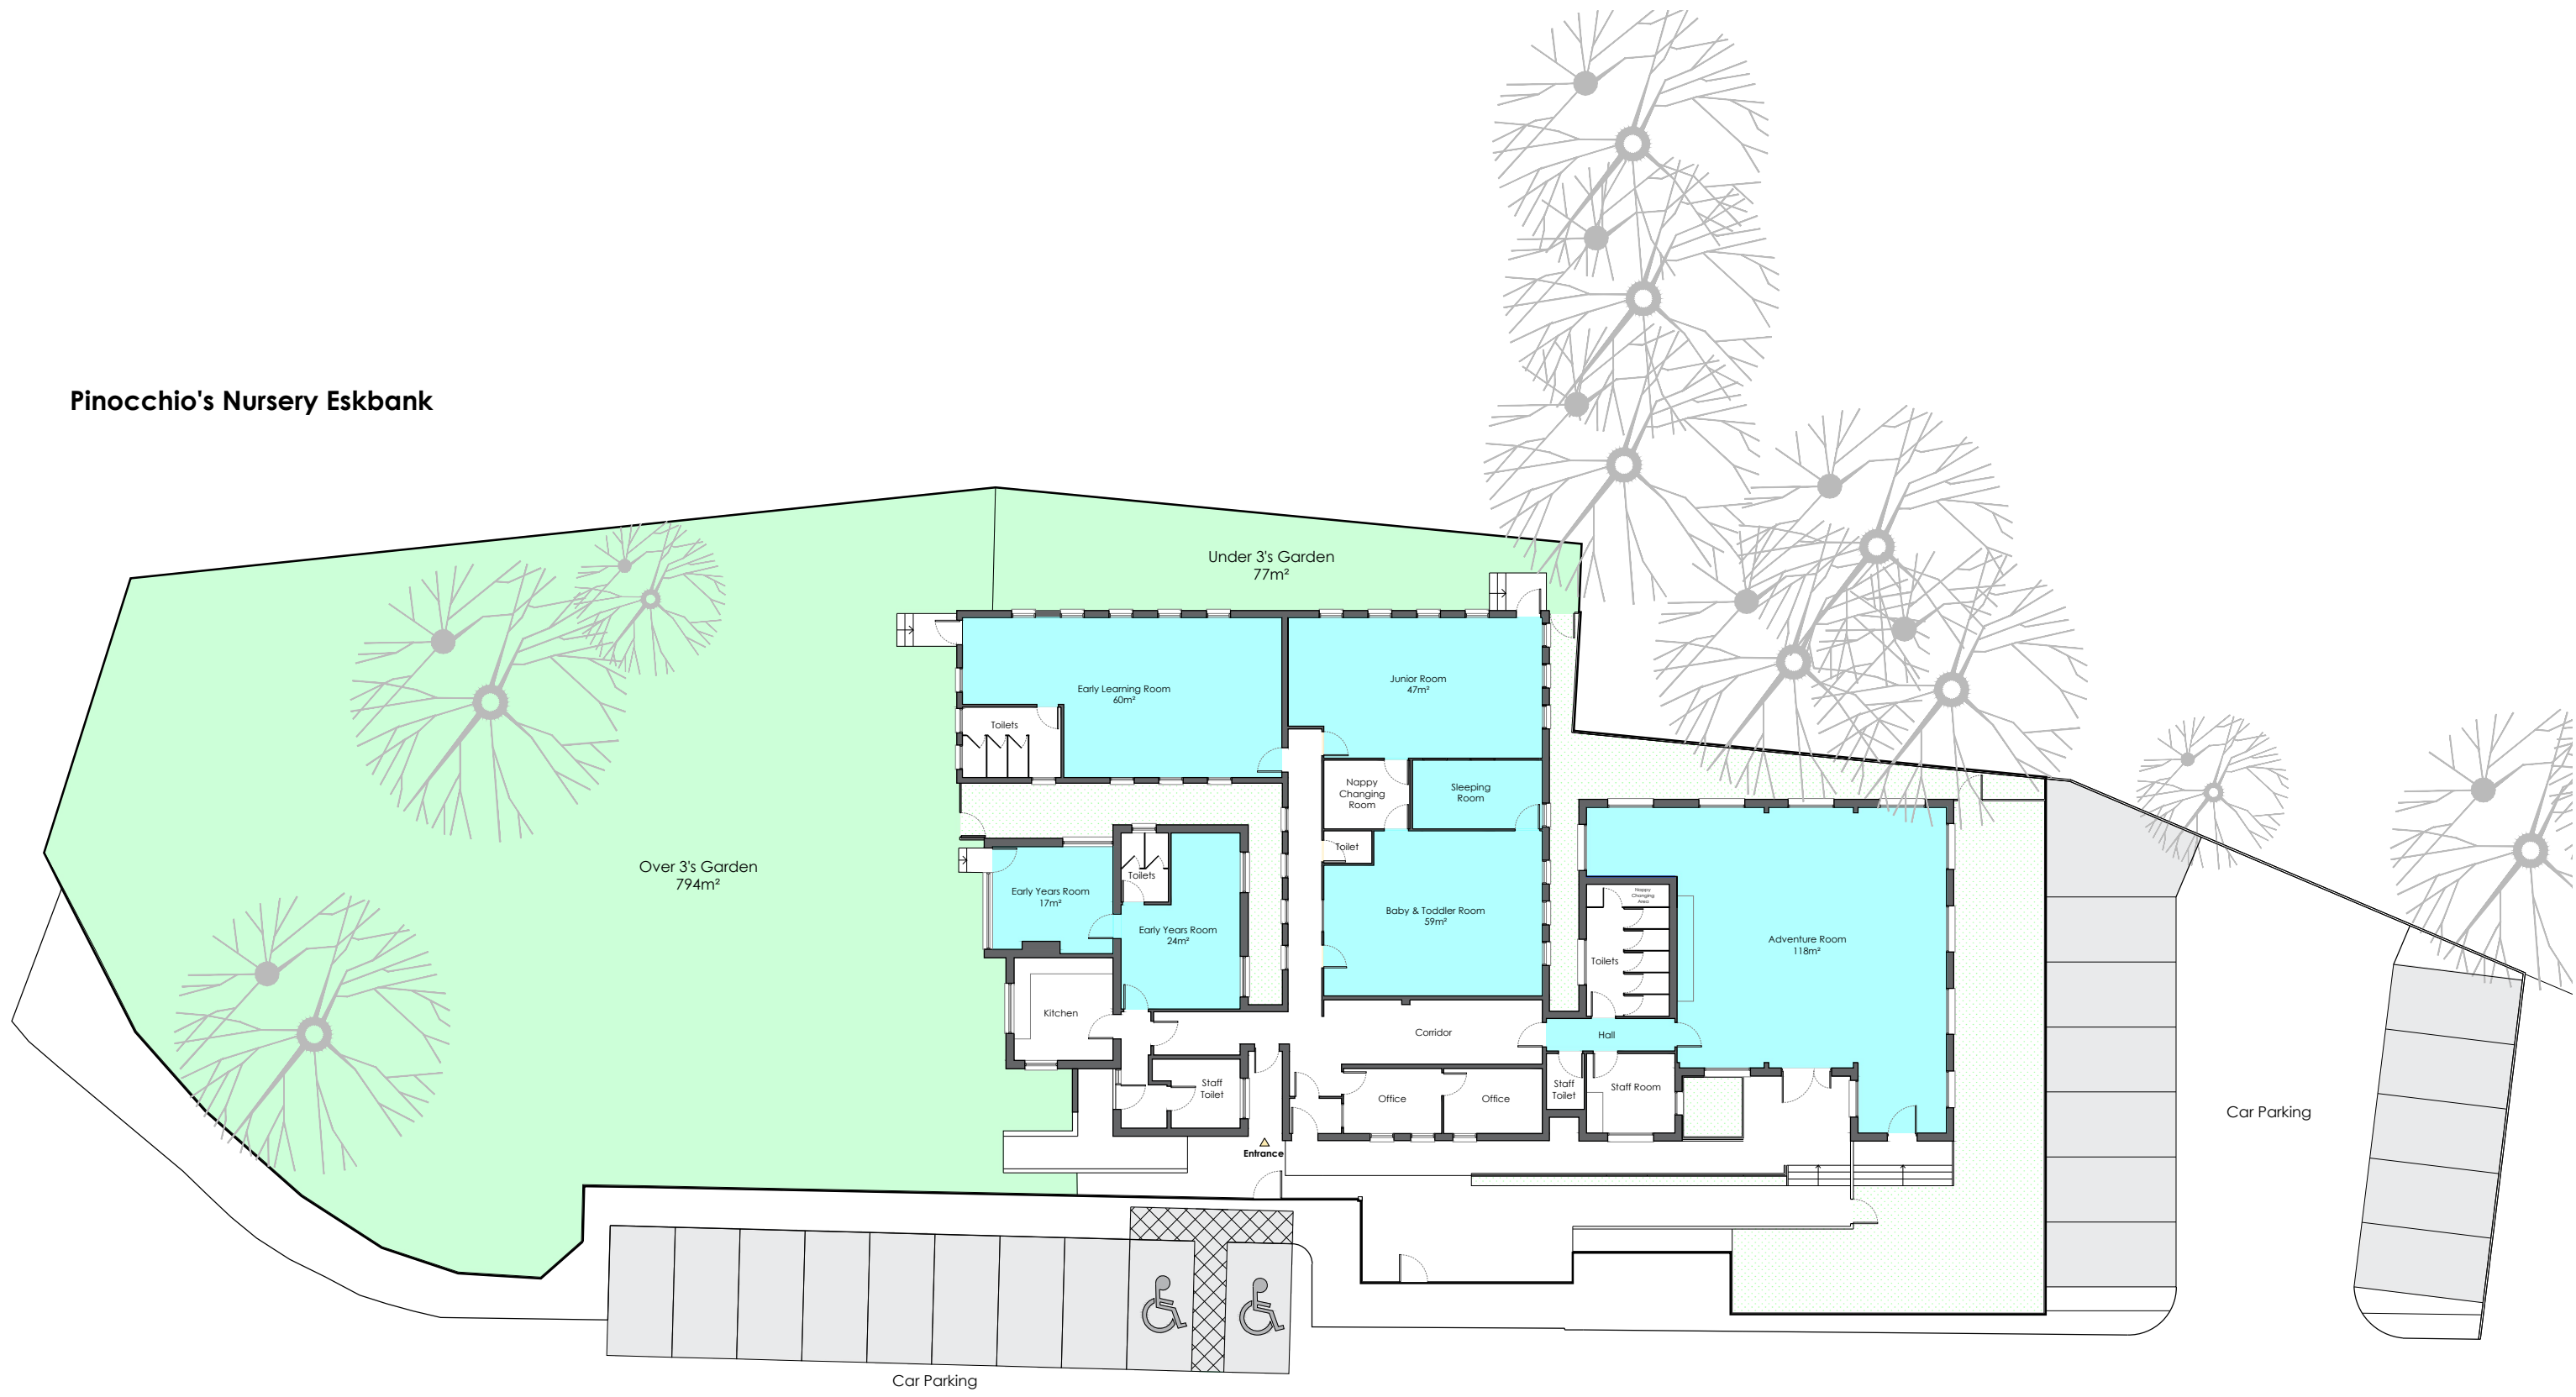 Pinocchio's Nursery Eskbank
Under 3's Garden
77m²
Early Learning Room
60m²
Junior Room
47m²
Toilets
Nappy
Changing
Room
Sleeping
Room
Toilet
Over 3's Garden
794m²
Early Years Room
17m²
Toilets
Early Years Room
24m²
Baby & Toddler Room
59m²
Nappy
Changing
Area
Toilets
Adventure Room
118m²
Kitchen
Corridor
Hall
Staff
Toilet
Office
Office
Staff
Toilet
Staff Room
Entrance
Car Parking
Car Parking